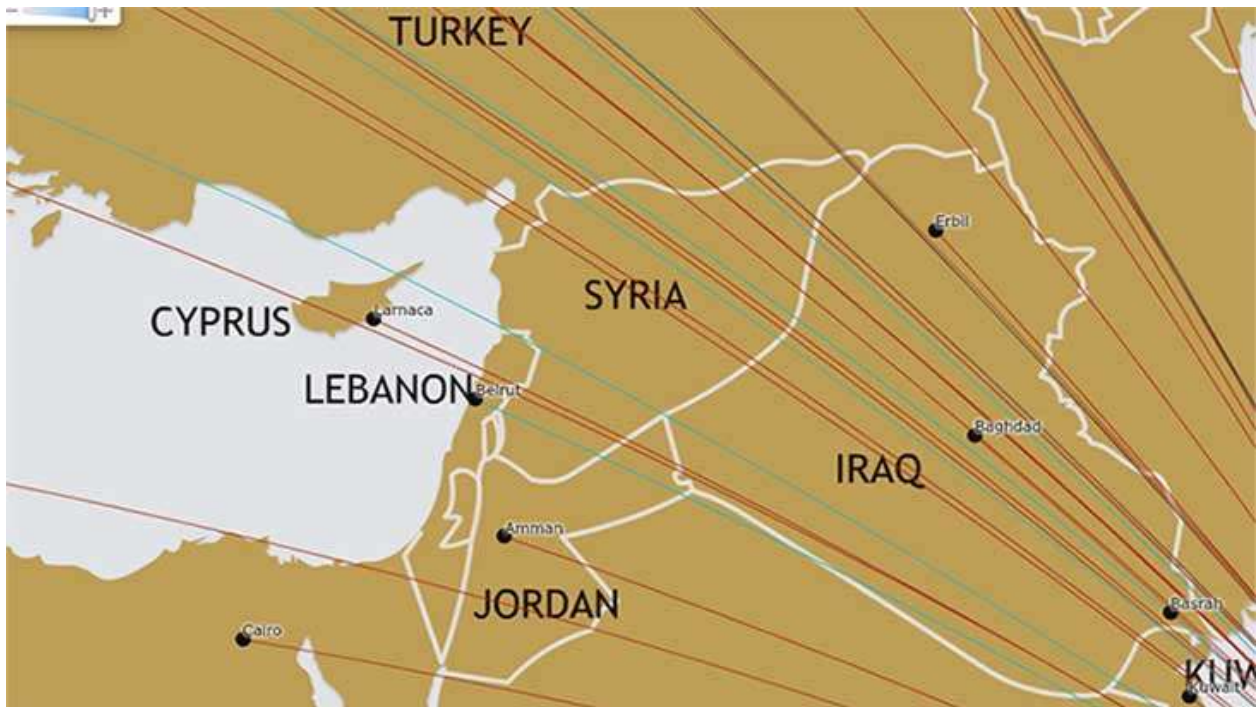 TURKEY
Erbil
SYRIA
CYPRUS
Larnaca
LEBANON
Beirut
Baghdad
IRAQ
Amman
JORDAN
Basrah
Cairo
KUW
Kuwait